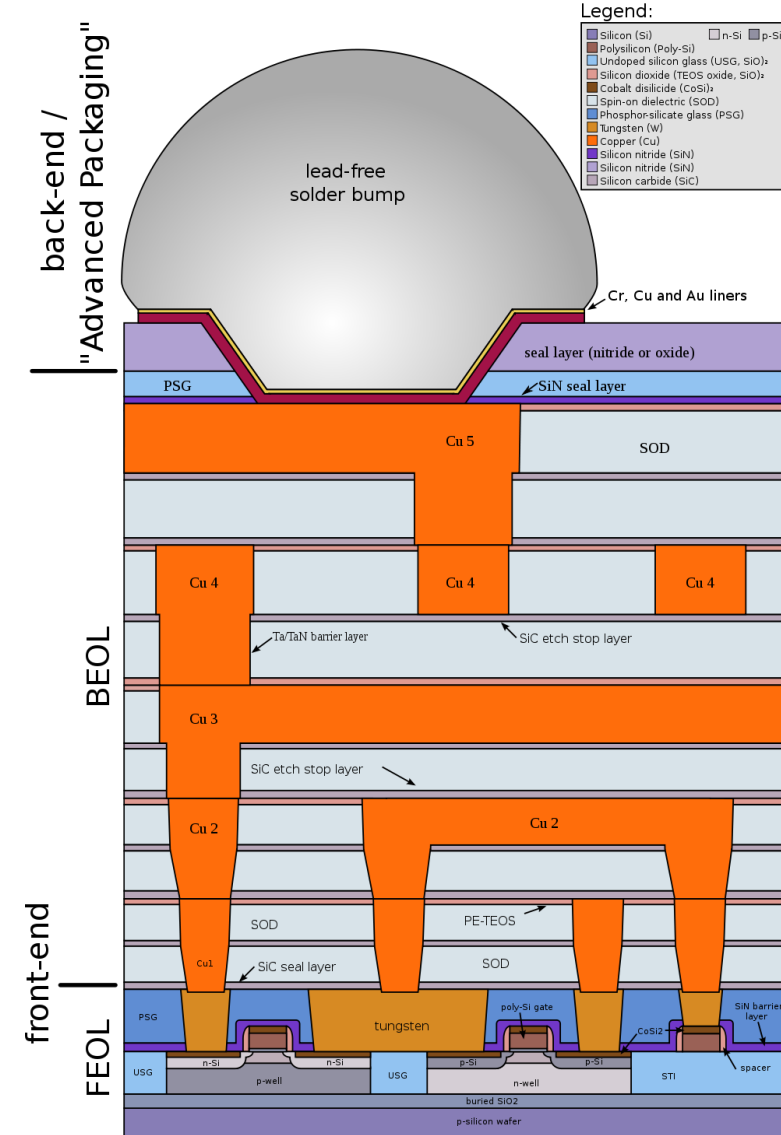 Legend:
Silicon (Si)
n-Si
p-Si
Polysilicon (Poly-Si)
Undoped silicon glass (USG, SiO)₂
Silicon dioxide (TEOS oxide, SiO)₂
Cobalt disilicide (CoSi)₂
Spin-on dielectric (SOD)
Phosphor-silicate glass (PSG)
Tungsten (W)
Copper (Cu)
Silicon nitride (SiN)
Silicon nitride (SiN)
Silicon carbide (SiC)
back-end /
"Advanced Packaging"
lead-free
solder bump
Cr, Cu and Au liners
seal layer (nitride or oxide)
PSG
SiN seal layer
Cu 5
SOD
BEOL
Cu 4
Cu 4
Cu 4
Ta/TaN barrier layer
SiC etch stop layer
Cu 3
SiC etch stop layer
Cu 2
Cu 2
front-end
SOD
PE-TEOS
Cu1
SiC seal layer
SOD
FEOL
PSG
tungsten
poly-Si gate
CoSi2
SiN barrier
layer
n-Si
n-Si
p-Si
p-Si
spacer
USG
p-well
USG
n-well
STI
buried SiO2
p-silicon wafer